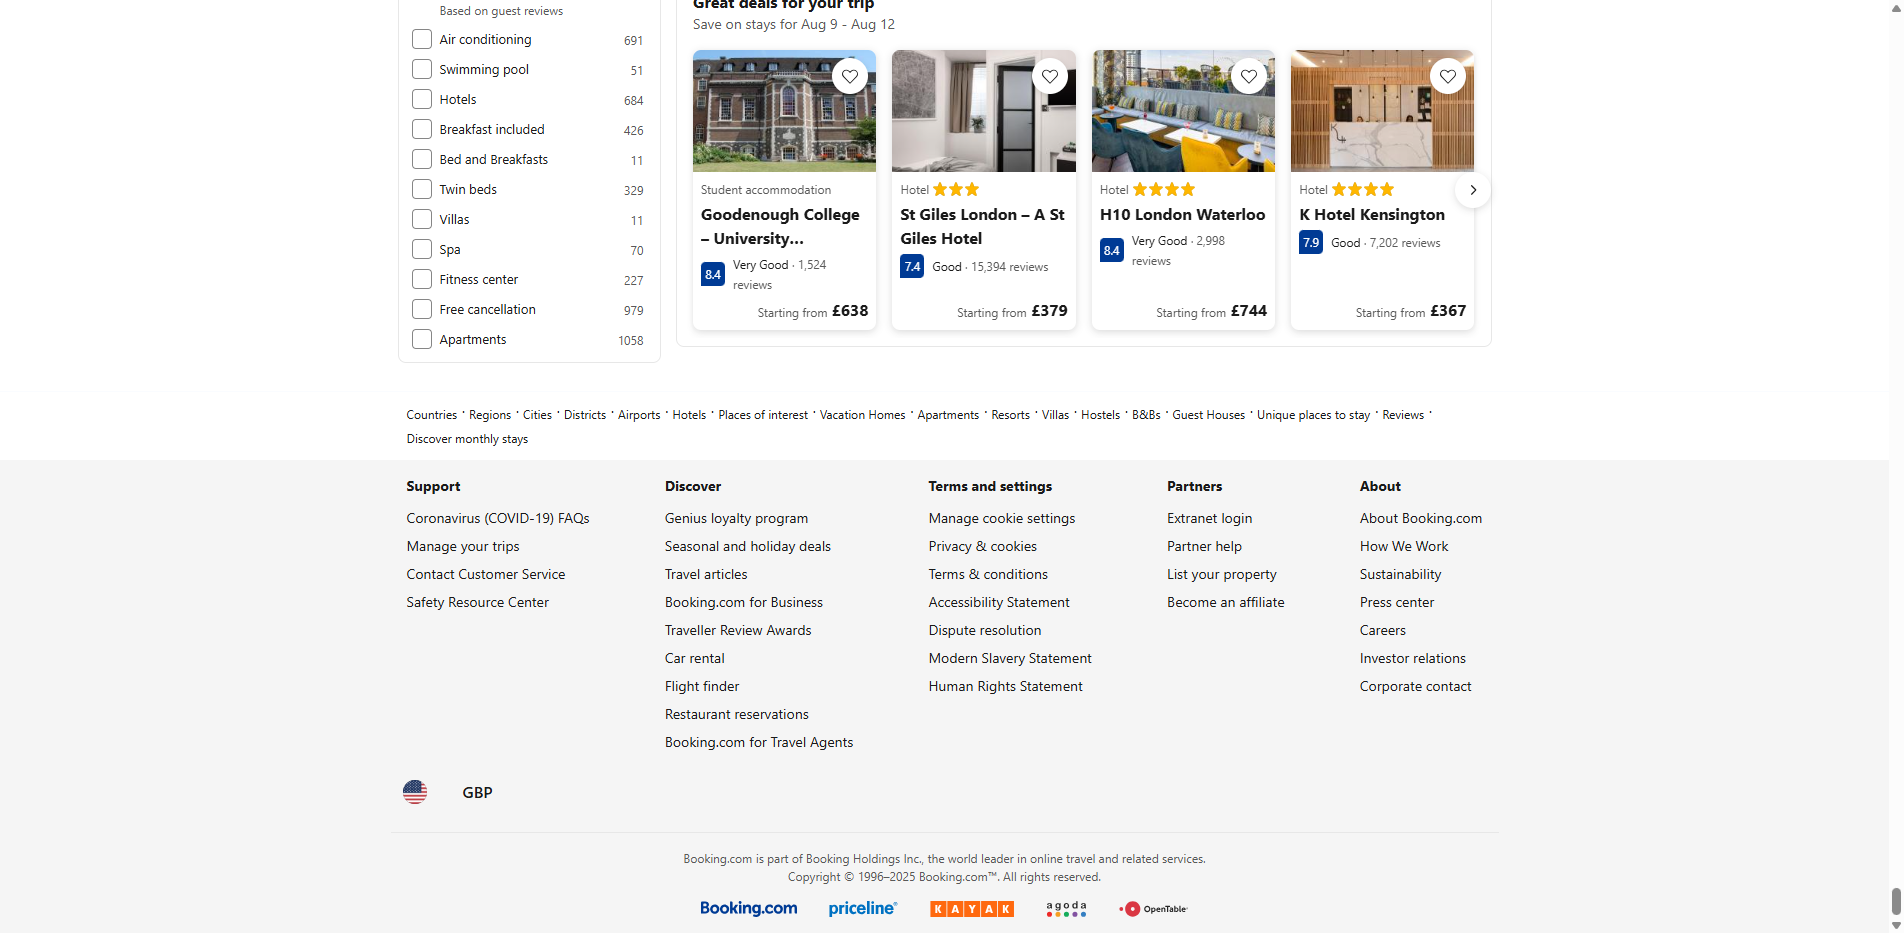 Based on guest reviews
Air conditioning 691
Swimming pool 51
Hotels 684
Breakfast included 426
Bed and Breakfasts 11
Twin beds 329
Villas 11
Spa 70
Fitness center 227
Free cancellation 979
Apartments 1058
Great deals for your trip
Save on stays for Aug 9 - Aug 12
Student accommodation
Goodenough College
– University...
8.4 Very Good · 1,524
reviews
Starting from £638
Hotel
St Giles London – A St
Giles Hotel
7.4 Good · 15,394 reviews
Starting from £379
Hotel
H10 London Waterloo
8.4 Very Good · 2,998
reviews
Starting from £744
Hotel
K Hotel Kensington
7.9 Good · 7,202 reviews
Starting from £367
Countries · Regions · Cities · Districts · Airports · Hotels · Places of interest · Vacation Homes · Apartments · Resorts · Villas · Hostels · B&Bs · Guest Houses · Unique places to stay · Reviews ·
Discover monthly stays
Support
Coronavirus (COVID-19) FAQs
Manage your trips
Contact Customer Service
Safety Resource Center
Discover
Genius loyalty program
Seasonal and holiday deals
Travel articles
Booking.com for Business
Traveller Review Awards
Car rental
Flight finder
Restaurant reservations
Booking.com for Travel Agents
Terms and settings
Manage cookie settings
Privacy & cookies
Terms & conditions
Accessibility Statement
Dispute resolution
Modern Slavery Statement
Human Rights Statement
Partners
Extranet login
Partner help
List your property
Become an affiliate
About
About Booking.com
How We Work
Sustainability
Press center
Careers
Investor relations
Corporate contact
GBP
Booking.com is part of Booking Holdings Inc., the world leader in online travel and related services.
Copyright © 1996–2025 Booking.com™. All rights reserved.
Booking.com priceline® KAYAK agoda OpenTable